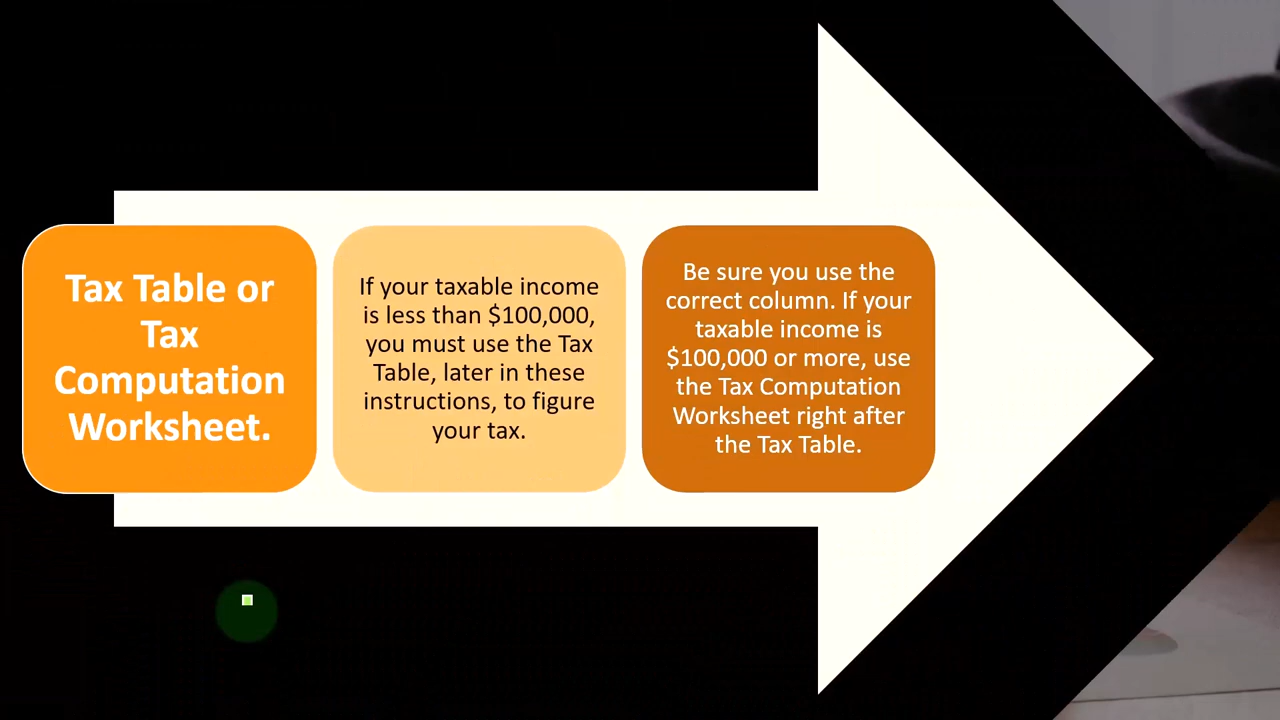 Tax Table or
Tax
Computation
Worksheet.
If your taxable income
is less than $100,000,
you must use the Tax
Table, later in these
instructions, to figure
your tax.
Be sure you use the
correct column. If your
taxable income is
$100,000 or more, use
the Tax Computation
Worksheet right after
the Tax Table.